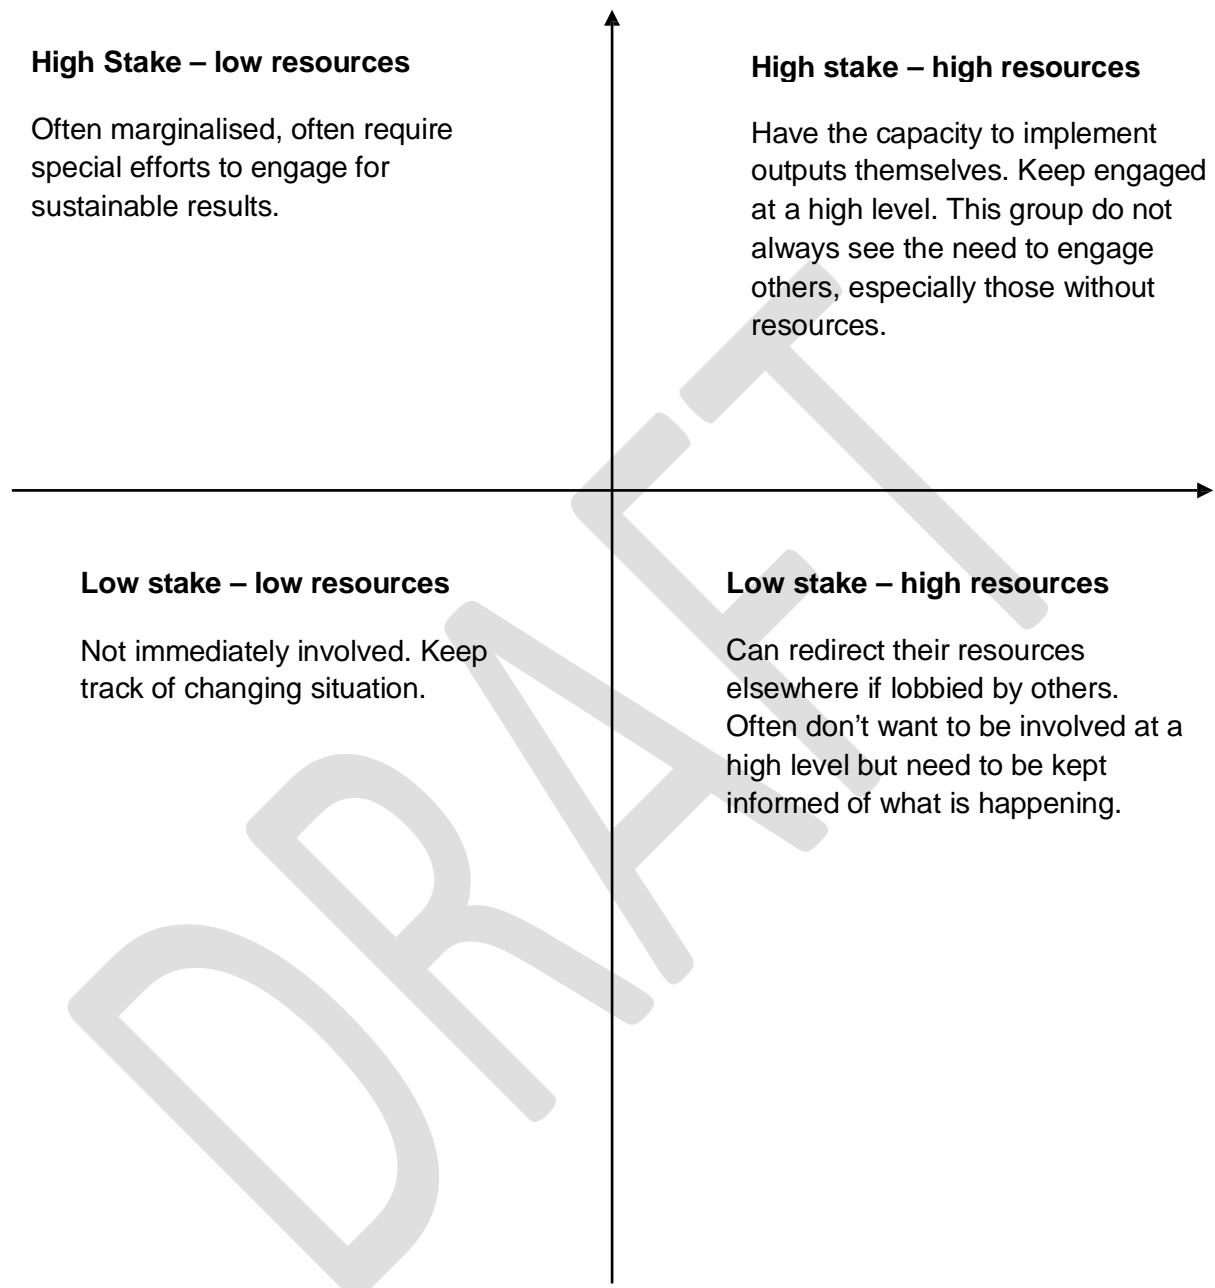 High Stake – low resources
Often marginalised, often require
special efforts to engage for
sustainable results.
High stake – high resources
Have the capacity to implement
outputs themselves. Keep engaged
at a high level. This group do not
always see the need to engage
others, especially those without
resources.
Low stake – low resources
Not immediately involved. Keep
track of changing situation.
Low stake – high resources
Can redirect their resources
elsewhere if lobbied by others.
Often don’t want to be involved at a
high level but need to be kept
informed of what is happening.
DRAFT